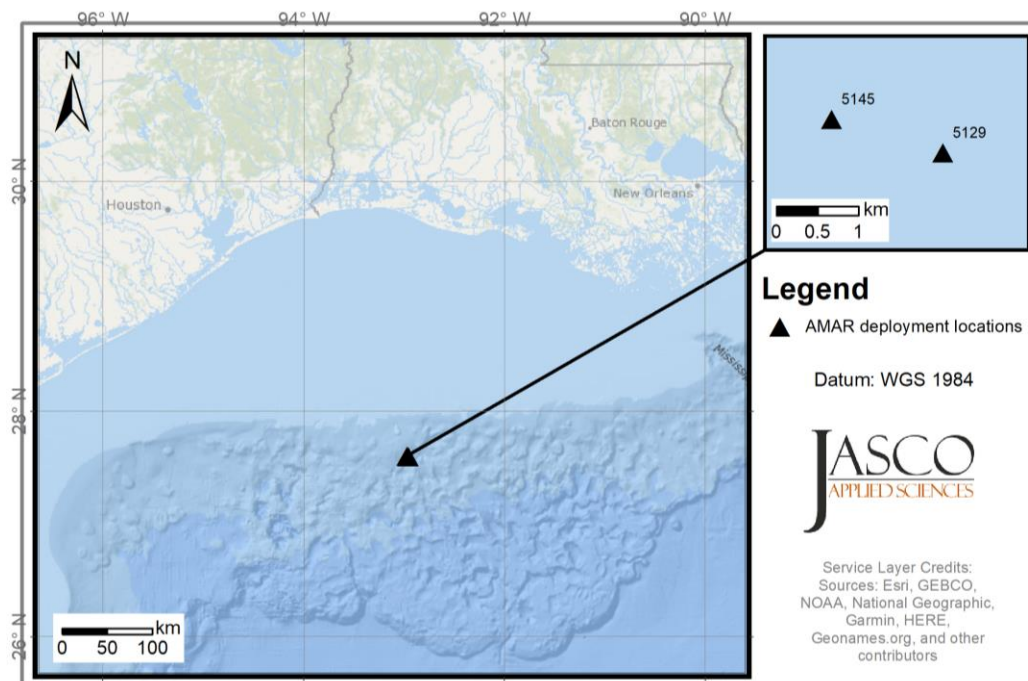 96° W
94° W
92° W
90° W
N
30° N
28° N
26° N
Baton Rouge
Houston
New Orleans
Mississ
km
0 50 100
5145
5129
km
0 0.5 1
Legend
AMAR deployment locations
Datum: WGS 1984
JASCO
APPLIED SCIENCES
Service Layer Credits:
Sources: Esri, GEBCO,
NOAA, National Geographic,
Garmin, HERE,
Geonames.org, and other
contributors